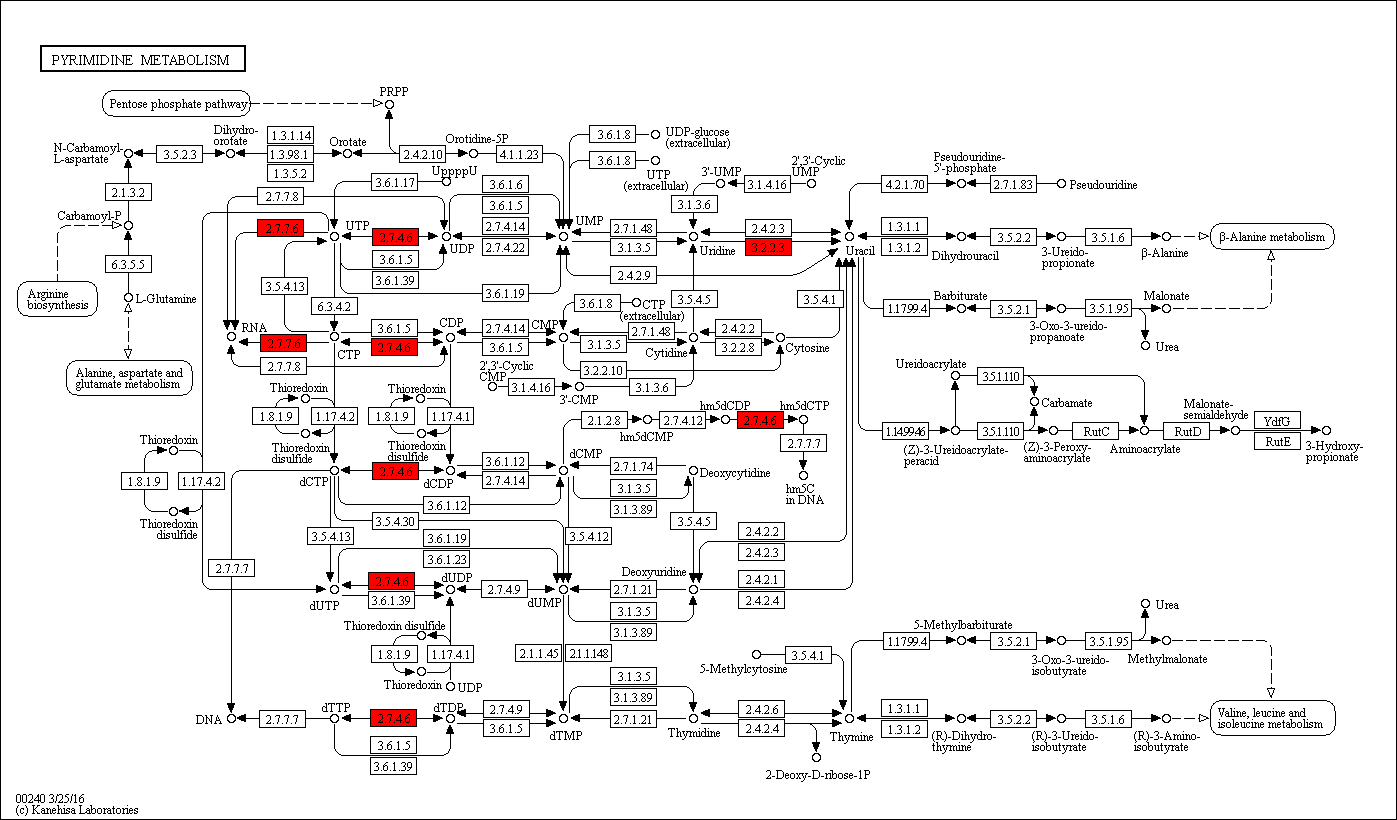 PYRIMIDINE METABOLISM
Pentose phosphate pathway
PRPP
N-Carbamoyl-
L-aspartate
3.5.2.3
Dihydro-
orotate
1.3.1.14
1.3.98.1
1.3.5.2
Orotate
2.4.2.10
Orotidine-5P
4.1.1.23
3.6.1.8
UDP-glucose
(extracellular)
3.6.1.8
UTP
(extracellular)
3'-UMP
3.1.4.16
2',3'-Cyclic
UMP
Pseudouridine-
5'-phosphate
4.2.1.70
2.7.1.83
Pseudouridine
2.1.3.2
Carbamoyl-P
6.3.5.5
Arginine
biosynthesis
L-Glutamine
Alanine, aspartate and
glutamate metabolism
UppppU
3.6.1.17
2.7.7.8
3.6.1.6
3.6.1.5
2.7.4.14
2.7.4.22
3.1.3.6
2.7.7.6
UTP
2.7.4.6
UDP
3.6.1.5
3.6.1.39
UMP
2.7.1.48
3.1.3.5
Uridine
2.4.2.3
3.2.2.3
Uracil
1.3.1.1
1.3.1.2
Dihydrouracil
3.5.2.2
3-Ureido-
propionate
3.5.1.6
β-Alanine
β-Alanine metabolism
2.4.2.9
3.5.4.13
6.3.4.2
3.6.1.19
3.6.1.8
CTP
(extracellular)
3.5.4.5
3.5.4.1
1.17.99.4
Barbiturate
3.5.2.1
3-Oxo-3-ureido-
propanoate
3.5.1.95
Malonate
Urea
RNA
2.7.7.6
CTP
3.6.1.5
2.7.4.6
CDP
2.7.4.14
3.6.1.5
CMP
2.7.1.48
3.1.3.5
Cytidine
2.4.2.2
3.2.2.8
Cytosine
2.7.7.8
3.2.2.10
2',3'-Cyclic
CMP
3.1.4.16
3'-CMP
3.1.3.6
Ureidoacrylate
3.5.1.110
Carbamate
1.14.99.46
(Z)-3-Ureidoacrylate-
peracid
3.5.1.110
(Z)-3-Peroxy-
aminoacrylate
RutC
Aminoacrylate
RutD
Malonate-
semialdehyde
YdfG
RutE
3-Hydroxy-
propionate
Thioredoxin
1.8.1.9
1.17.4.2
Thioredoxin
disulfide
Thioredoxin
1.8.1.9
1.17.4.1
Thioredoxin
disulfide
2.1.2.8
hm5dCMP
2.7.4.12
hm5dCDP
2.7.4.6
hm5dCTP
2.7.7.7
hm5C
in DNA
Thioredoxin
1.8.1.9
1.17.4.2
Thioredoxin
disulfide
dCTP
2.7.4.6
dCDP
3.6.1.12
2.7.4.14
dCMP
2.7.1.74
3.1.3.5
3.1.3.89
Deoxycytidine
3.6.1.12
3.5.4.30
3.5.4.13
3.6.1.19
3.6.1.23
3.5.4.12
3.5.4.5
2.4.2.2
2.4.2.3
2.7.7.7
dUTP
2.7.4.6
3.6.1.39
dUDP
2.7.4.9
dUMP
2.7.1.21
3.1.3.5
3.1.3.89
Deoxyuridine
2.4.2.1
2.4.2.4
Thioredoxin disulfide
1.8.1.9
1.17.4.1
Thioredoxin
UDP
2.1.1.45
2.1.1.148
5-Methylcytosine
3.5.4.1
1.17.99.4
5-Methylbarbiturate
3.5.2.1
3-Oxo-3-ureido-
isobutyrate
3.5.1.95
Urea
Methylmalonate
DNA
2.7.7.7
dTTP
2.7.4.6
dTDP
3.6.1.5
3.6.1.39
2.7.4.9
3.6.1.5
dTMP
3.1.3.5
3.1.3.89
2.7.1.21
Thymidine
2.4.2.6
2.4.2.4
Thymine
2-Deoxy-D-ribose-1P
1.3.1.1
1.3.1.2
(R)-Dihydro-
thymine
3.5.2.2
(R)-3-Ureido-
isobutyrate
3.5.1.6
(R)-3-Amino-
isobutyrate
Valine, leucine and
isoleucine metabolism
00240 3/25/16
(c) Kanehisa Laboratories